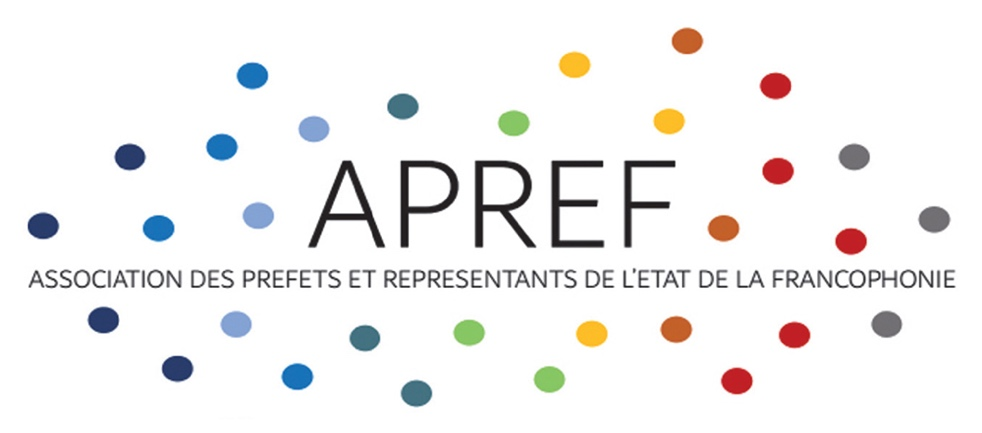 APREF
ASSOCIATION DES PREFETS ET REPRESENTANTS DE L'ETAT DE LA FRANCOPHONIE